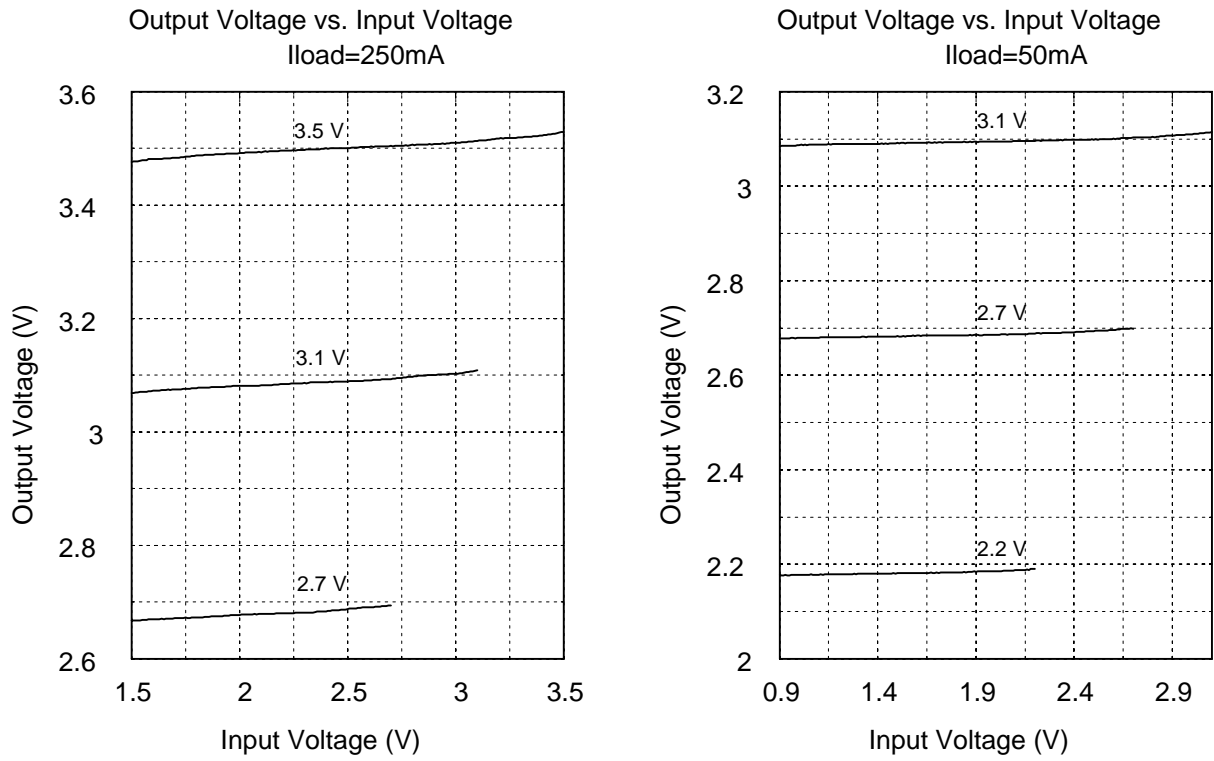 Output Voltage vs. Input Voltage
Iload=250mA
3.6
3.4
3.2
3
2.8
2.6
3.5 V
3.1 V
2.7 V
1.5
2
2.5
3
3.5
Output Voltage (V)
Input Voltage (V)
Output Voltage vs. Input Voltage
Iload=50mA
3.2
3
2.8
2.6
2.4
2.2
2
3.1 V
2.7 V
2.2 V
0.9
1.4
1.9
2.4
2.9
Output Voltage (V)
Input Voltage (V)